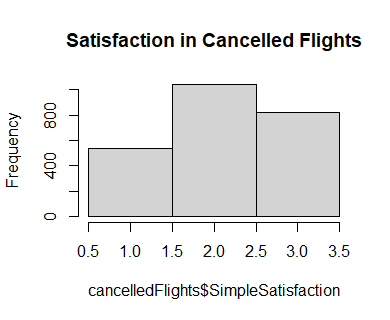 Satisfaction in Cancelled Flights
Frequency
800
400
0
0.5 1.0 1.5 2.0 2.5 3.0 3.5
cancelledFlights$SimpleSatisfaction